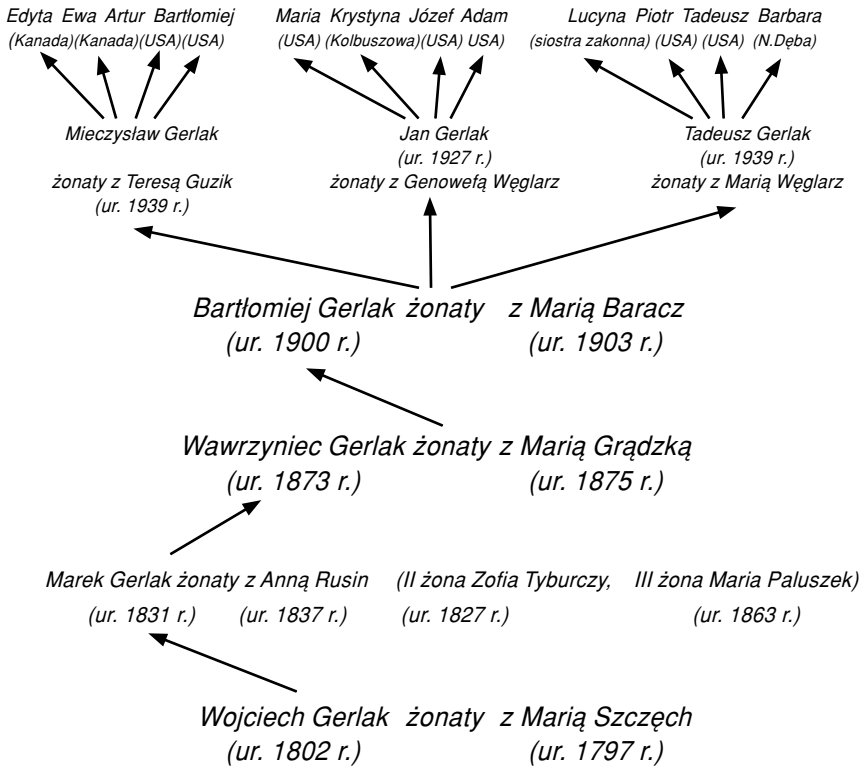 Edyta Ewa Artur Bartłomiej
(Kanada)(Kanada)(USA)(USA)
Maria Krystyna Józef Adam
(USA) (Kolbuszowa)(USA) USA)
Lucyna Piotr Tadeusz Barbara
(siostra zakonna) (USA) (USA) (N.Dęba)
Mieczysław Gerlak
żonaty z Teresą Guzik
(ur. 1939 r.)
Jan Gerlak
(ur. 1927 r.)
żonaty z Genowefą Węglarz
Tadeusz Gerlak
(ur. 1939 r.)
żonaty z Marią Węglarz
Bartłomiej Gerlak żonaty z Marią Baracz
(ur. 1900 r.) (ur. 1903 r.)
Wawrzyniec Gerlak żonaty z Marią Grądzką
(ur. 1873 r.) (ur. 1875 r.)
Marek Gerlak żonaty z Anną Rusin (II żona Zofia Tyburczy, III żona Maria Paluszek)
(ur. 1831 r.) (ur. 1837 r.) (ur. 1827 r.) (ur. 1863 r.)
Wojciech Gerlak żonaty z Marią Szczęch
(ur. 1802 r.) (ur. 1797 r.)